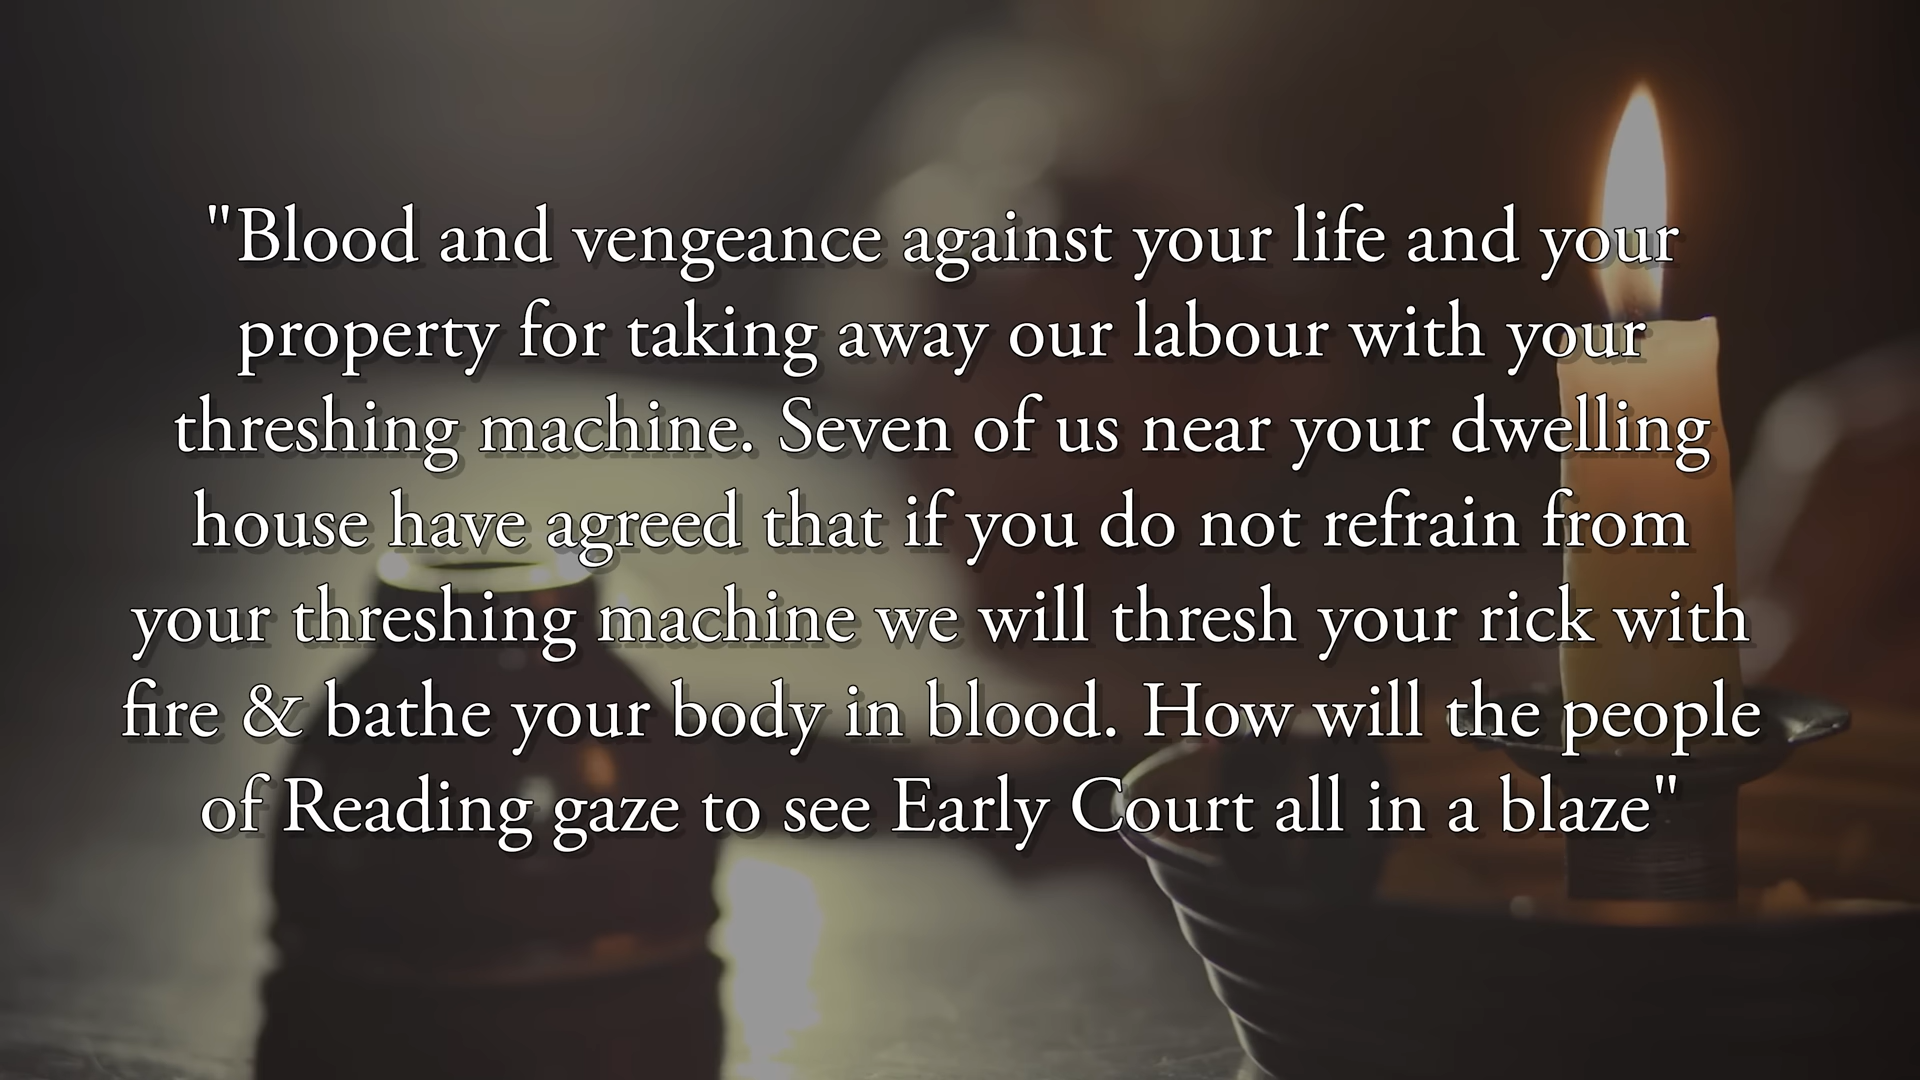 "Blood and vengeance against your life and your
property for taking away our labour with your
threshing machine. Seven of us near your dwelling
house have agreed that if you do not refrain from
your threshing machine we will thresh your rick with
fire & bathe your body in blood. How will the people
of Reading gaze to see Early Court all in a blaze"